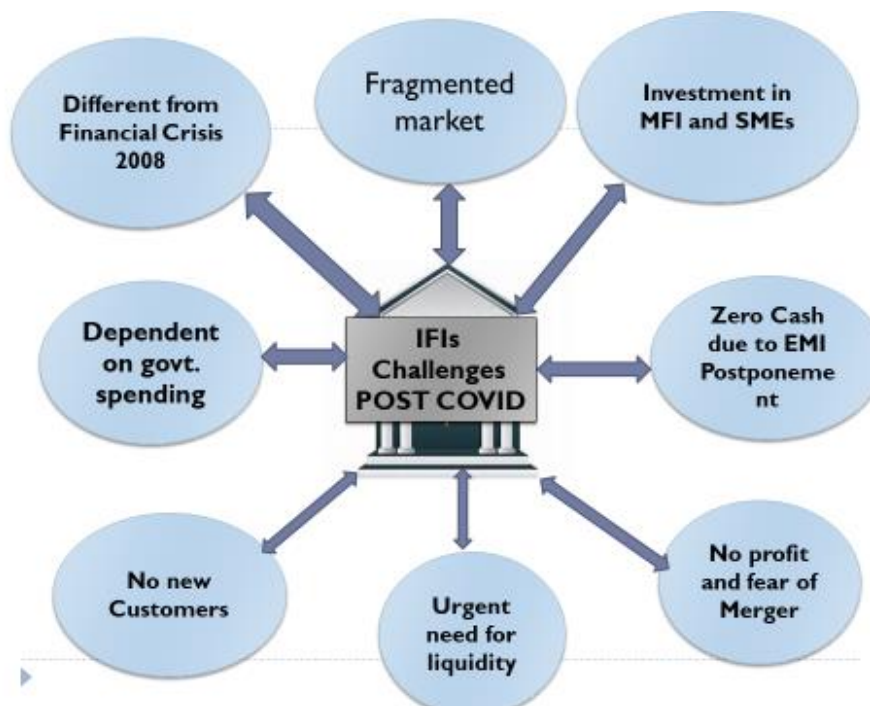 Different from
Financial Crisis
2008
Fragmented
market
Investment in
MFI and SMEs
Dependent
on govt.
spending
IFIs
Challenges
POST COVID
Zero Cash
due to EMI
Postponeme
nt
No new
Customers
Urgent
need for
liquidity
No profit
and fear of
Merger